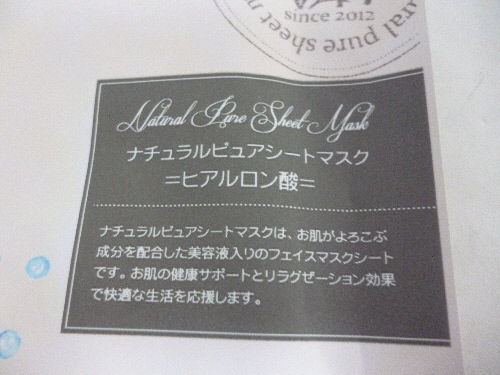 since 2012
ural pure sheet m
Natural Pure Sheet Mask
ナチュラルピュアシートマスク
=ヒアルロン酸=
ナチュラルピュアシートマスクは、お肌がよろこぶ
成分を配合した美容液入りのフェイスマスクシート
です。お肌の健康サポートとリラグゼーション効果
で快適な生活を応援します。